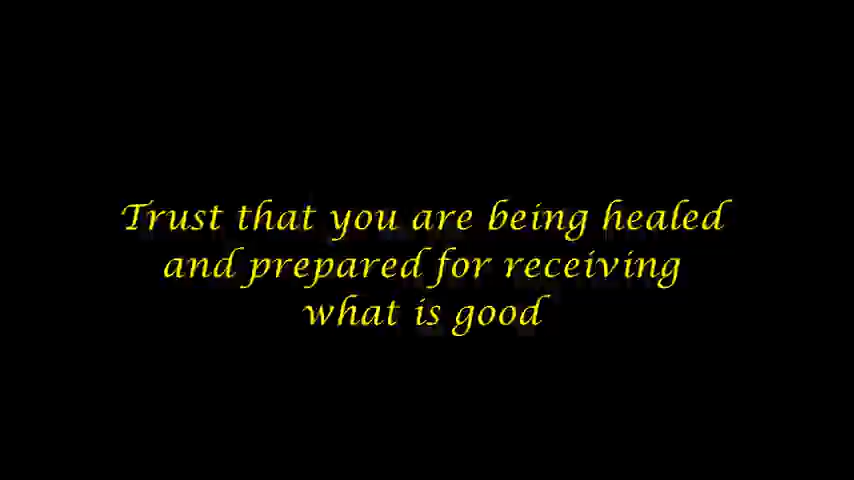 Trust that you are being healed
and prepared for receiving
what is good